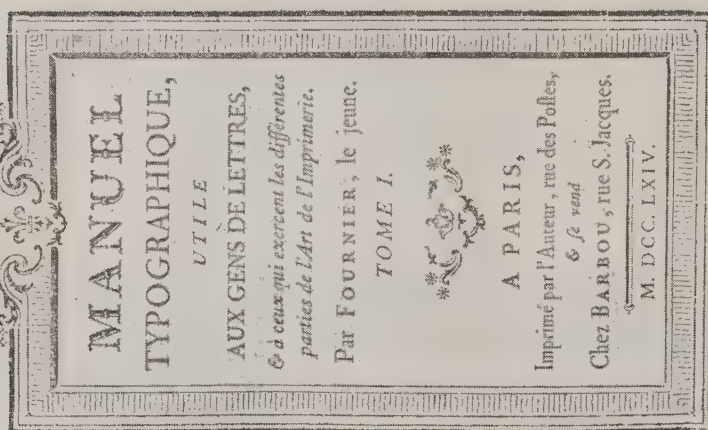 MANUEL
TYPOGRAPHIQUE,
UTILE
AUX GENS DE LETTRES,
& à ceux qui exercent les différentes
parties de l'Art de l'Imprimerie.
Par FOURNIER, le jeune.
TOME I.
A PARIS,
Imprimé par l'Auteur, rue des Postes,
& se vend
Chez BARBOU, rue S. Jacques.
M. DCC. LXIV.